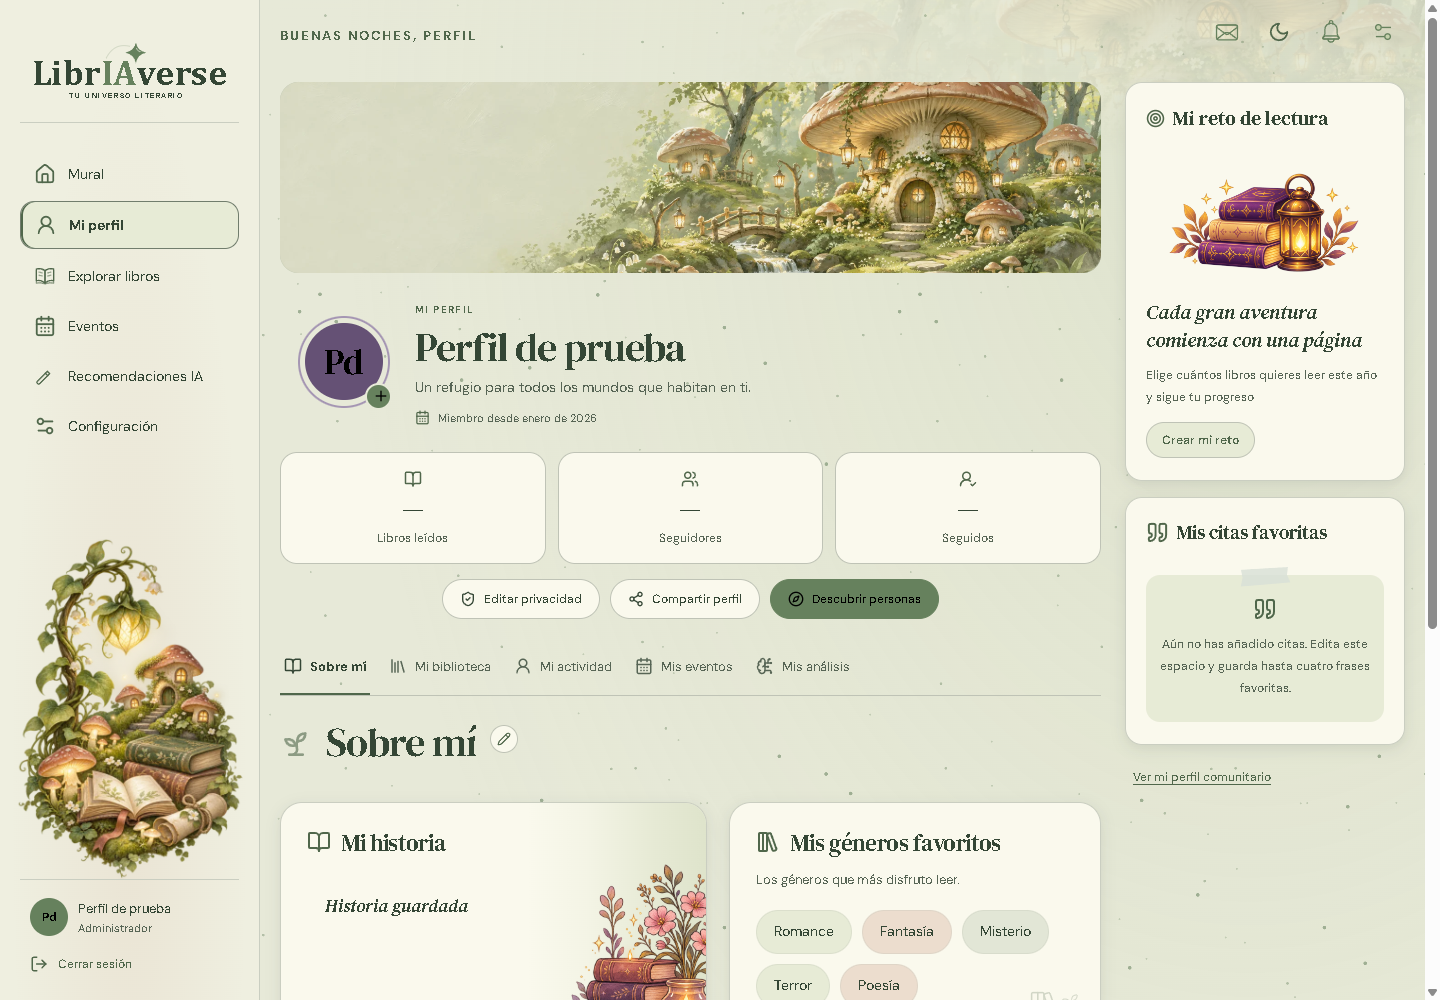 LibrIAverse
TU UNIVERSO LITERARIO
Mural
Mi perfil
Explorar libros
Eventos
Recomendaciones IA
Configuración
Pd
Perfil de prueba
Administrador
Cerrar sesión
BUENAS NOCHES, PERFIL
Pd
MI PERFIL
Perfil de prueba
Un refugio para todos los mundos que habitan en ti.
Miembro desde enero de 2026
—
Libros leídos
—
Seguidores
—
Seguidos
Editar privacidad
Compartir perfil
Descubrir personas
Sobre mí
Mi biblioteca
Mi actividad
Mis eventos
Mis análisis
Sobre mí
Mi historia
Historia guardada
Mis géneros favoritos
Los géneros que más disfruto leer.
Romance
Fantasía
Misterio
Terror
Poesía
Mi reto de lectura
Cada gran aventura
comienza con una página
Elige cuántos libros quieres leer este año
y sigue tu progreso
Crear mi reto
Mis citas favoritas
Aún no has añadido citas. Edita este
espacio y guarda hasta cuatro frases
favoritas.
Ver mi perfil comunitario